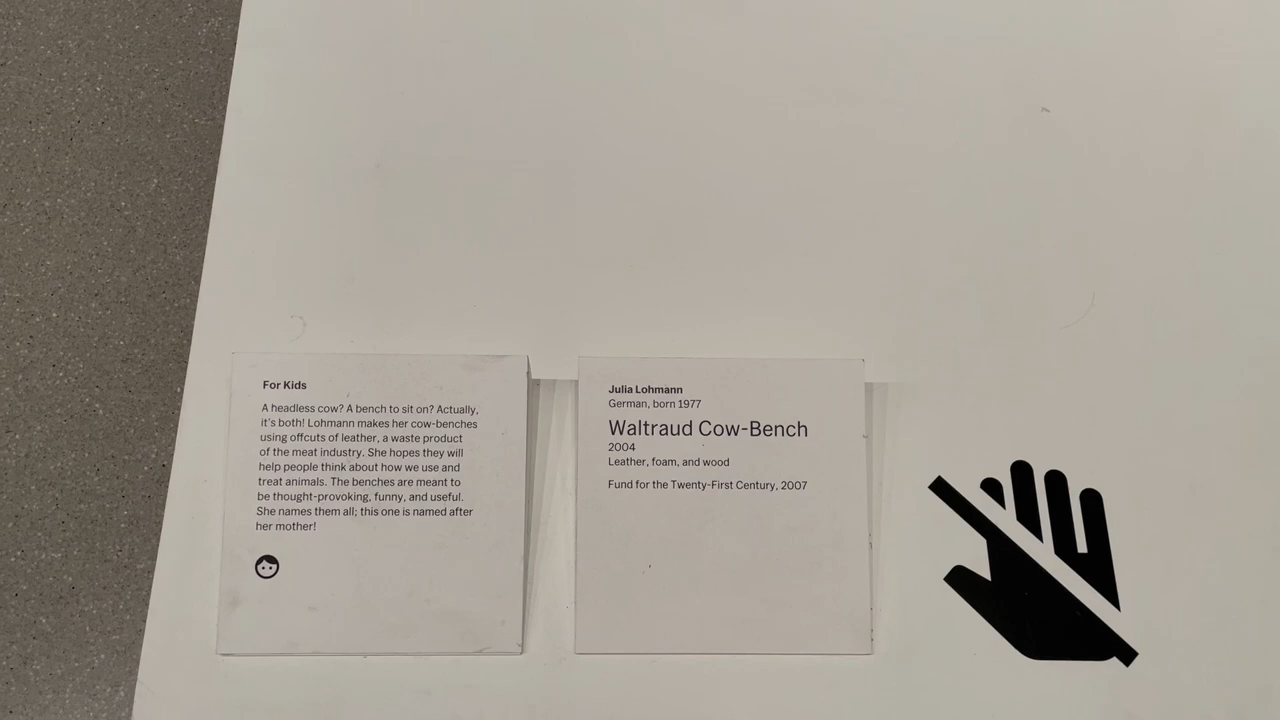 For Kids
A headless cow? A bench to sit on? Actually,
it's both! Lohmann makes her cow-benches
using offcuts of leather, a waste product
of the meat industry. She hopes they will
help people think about how we use and
treat animals. The benches are meant to
be thought-provoking, funny, and useful.
She names them all; this one is named after
her mother!
Julia Lohmann
German, born 1977
Waltraud Cow-Bench
2004
Leather, foam, and wood
Fund for the Twenty-First Century, 2007